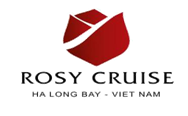 ROSY CRUISE
HA LONG BAY - VIET NAM